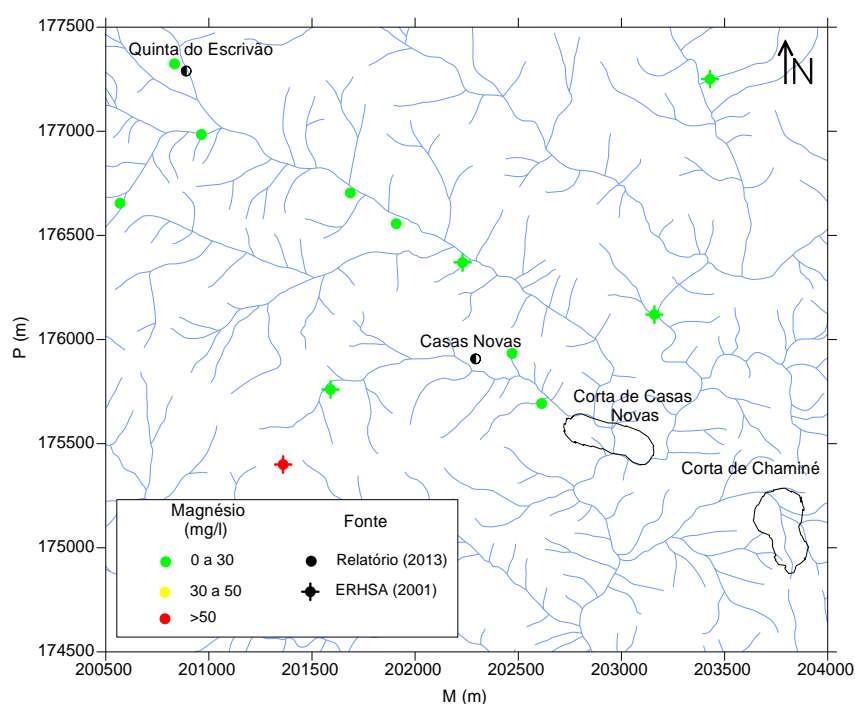 177500
177000
176500
176000
175500
175000
174500
P (m)
Quinta do Escrivão
N
Casas Novas
Corta de Casas
Novas
Corta de Chaminé
Magnésio
(mg/l)
Fonte
0 a 30
Relatório (2013)
30 a 50
ERHSA (2001)
>50
200500
201000
201500
202000
202500
203000
203500
204000
M (m)